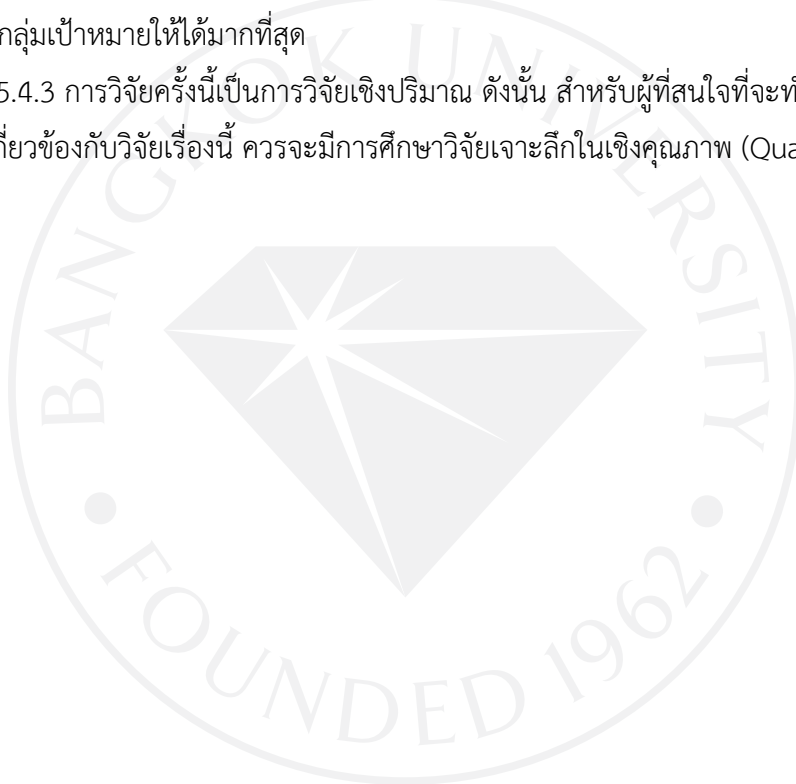 กลุ่มเป้าหมายให้ได้มากที่สุด
5.4.3 การวิจัยครั้งนี้เป็นการวิจัยเชิงปริมาณ ดังนั้น สำหรับผู้ที่สนใจที่จะ
กี่ยวข้องกับวิจัยเรื่องนี้ ควรจะมีการศึกษาวิจัยเจาะลึกในเชิงคุณภาพ (Qua
BANGKOK UNIVERSITY
FOUNDED 1962